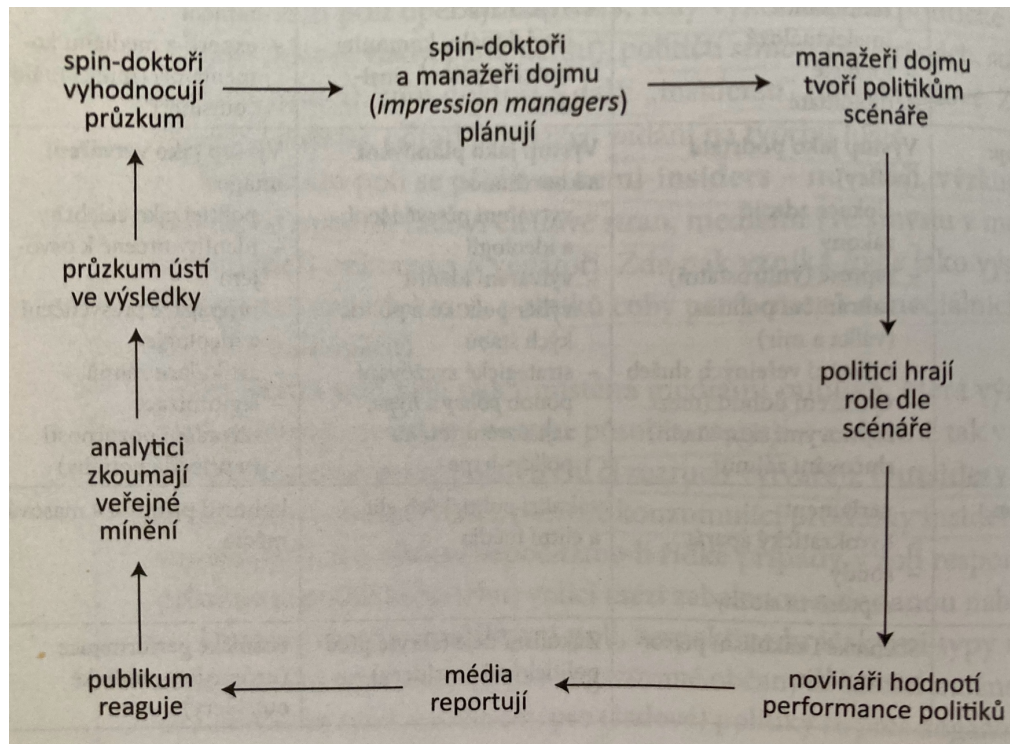 spin-doktoři
vyhodnocují
průzkum
spin-doktoři
a manažeři dojmu
(impression managers)
plánují
manažeři dojmu
tvoří politikům
scénáře
politici hrají
role dle
scénáře
novináři hodnotí
performance politiků
média
reportují
publikum
reaguje
analytici
zkoumají
veřejné
mínění
průzkum ústí
ve výsledky